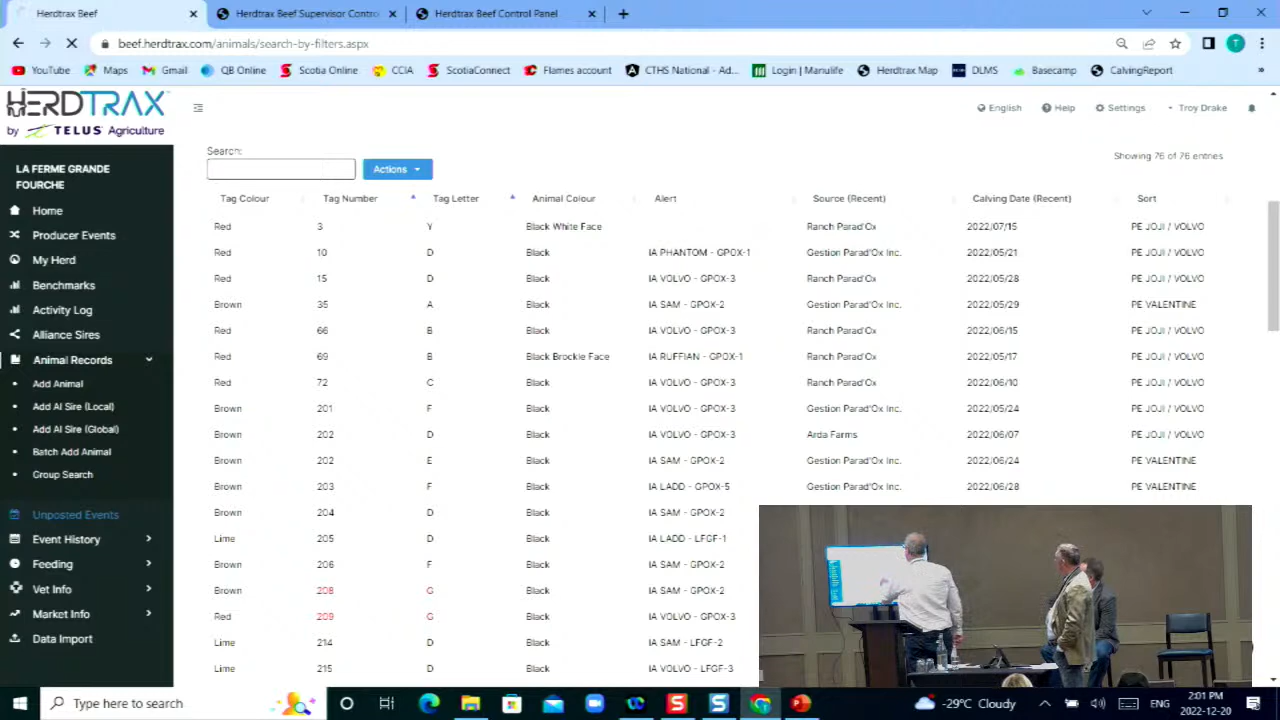 Herdtrax Beef
Herdtrax Beef Supervisor Contro
Herdtrax Beef Control Panel
beef.herdtrax.com/animals/search-by-filters.aspx
T
YouTube Maps Gmail QB Online Scotia Online CCIA ScotiaConnect Flames account CTHS National - Ad... Login | Manulife Herdtrax Map DLMS Basecamp CalvingReport »
HERDTRAX
by TELUS Agriculture
English Help Settings Troy Drake
LA FERME GRANDE
FOURCHE
Home
Producer Events
My Herd
Benchmarks
Activity Log
Alliance Sires
Animal Records
Add Animal
Add AI Sire (Local)
Add AI Sire (Global)
Batch Add Animal
Group Search
Unposted Events
Event History
Feeding
Vet Info
Market Info
Data Import
Search:
Actions
Showing 76 of 76 entries
Tag Colour Tag Number Tag Letter Animal Colour Alert Source (Recent) Calving Date (Recent) Sort
Red 3 Y Black White Face Ranch Parad'Ox 2022/07/15 PE JOJI / VOLVO
Red 10 D Black IA PHANTOM - GPOX-1 Gestion Parad'Ox Inc. 2022/05/21 PE JOJI / VOLVO
Red 15 D Black IA VOLVO - GPOX-3 Ranch Parad'Ox 2022/05/28 PE JOJI / VOLVO
Brown 35 A Black IA SAM - GPOX-2 Gestion Parad'Ox Inc. 2022/05/29 PE VALENTINE
Red 66 B Black IA VOLVO - GPOX-3 Ranch Parad'Ox 2022/06/15 PE JOJI / VOLVO
Red 69 B Black Brockle Face IA RUFFIAN - GPOX-1 Ranch Parad'Ox 2022/05/17 PE JOJI / VOLVO
Red 72 C Black IA VOLVO - GPOX-3 Ranch Parad'Ox 2022/06/10 PE JOJI / VOLVO
Brown 201 F Black IA VOLVO - GPOX-3 Gestion Parad'Ox Inc. 2022/05/24 PE JOJI / VOLVO
Brown 202 D Black IA VOLVO - GPOX-3 Arda Farms 2022/06/07 PE JOJI / VOLVO
Brown 202 E Black IA SAM - GPOX-2 Gestion Parad'Ox Inc. 2022/06/24 PE VALENTINE
Brown 203 F Black IA LADD - GPOX-5 Gestion Parad'Ox Inc. 2022/06/28 PE VALENTINE
Brown 204 D Black IA SAM - GPOX-2
Lime 205 D Black IA LADD - LFGF-1
Brown 206 F Black IA SAM - GPOX-2
Brown 208 G Black IA SAM - GPOX-2
Red 209 G Black IA VOLVO - GPOX-3
Lime 214 D Black IA SAM - LFGF-2
Lime 215 D Black IA VOLVO - LFGF-3
Type here to search
-29°C Cloudy
ENG
2:01 PM
2022-12-20